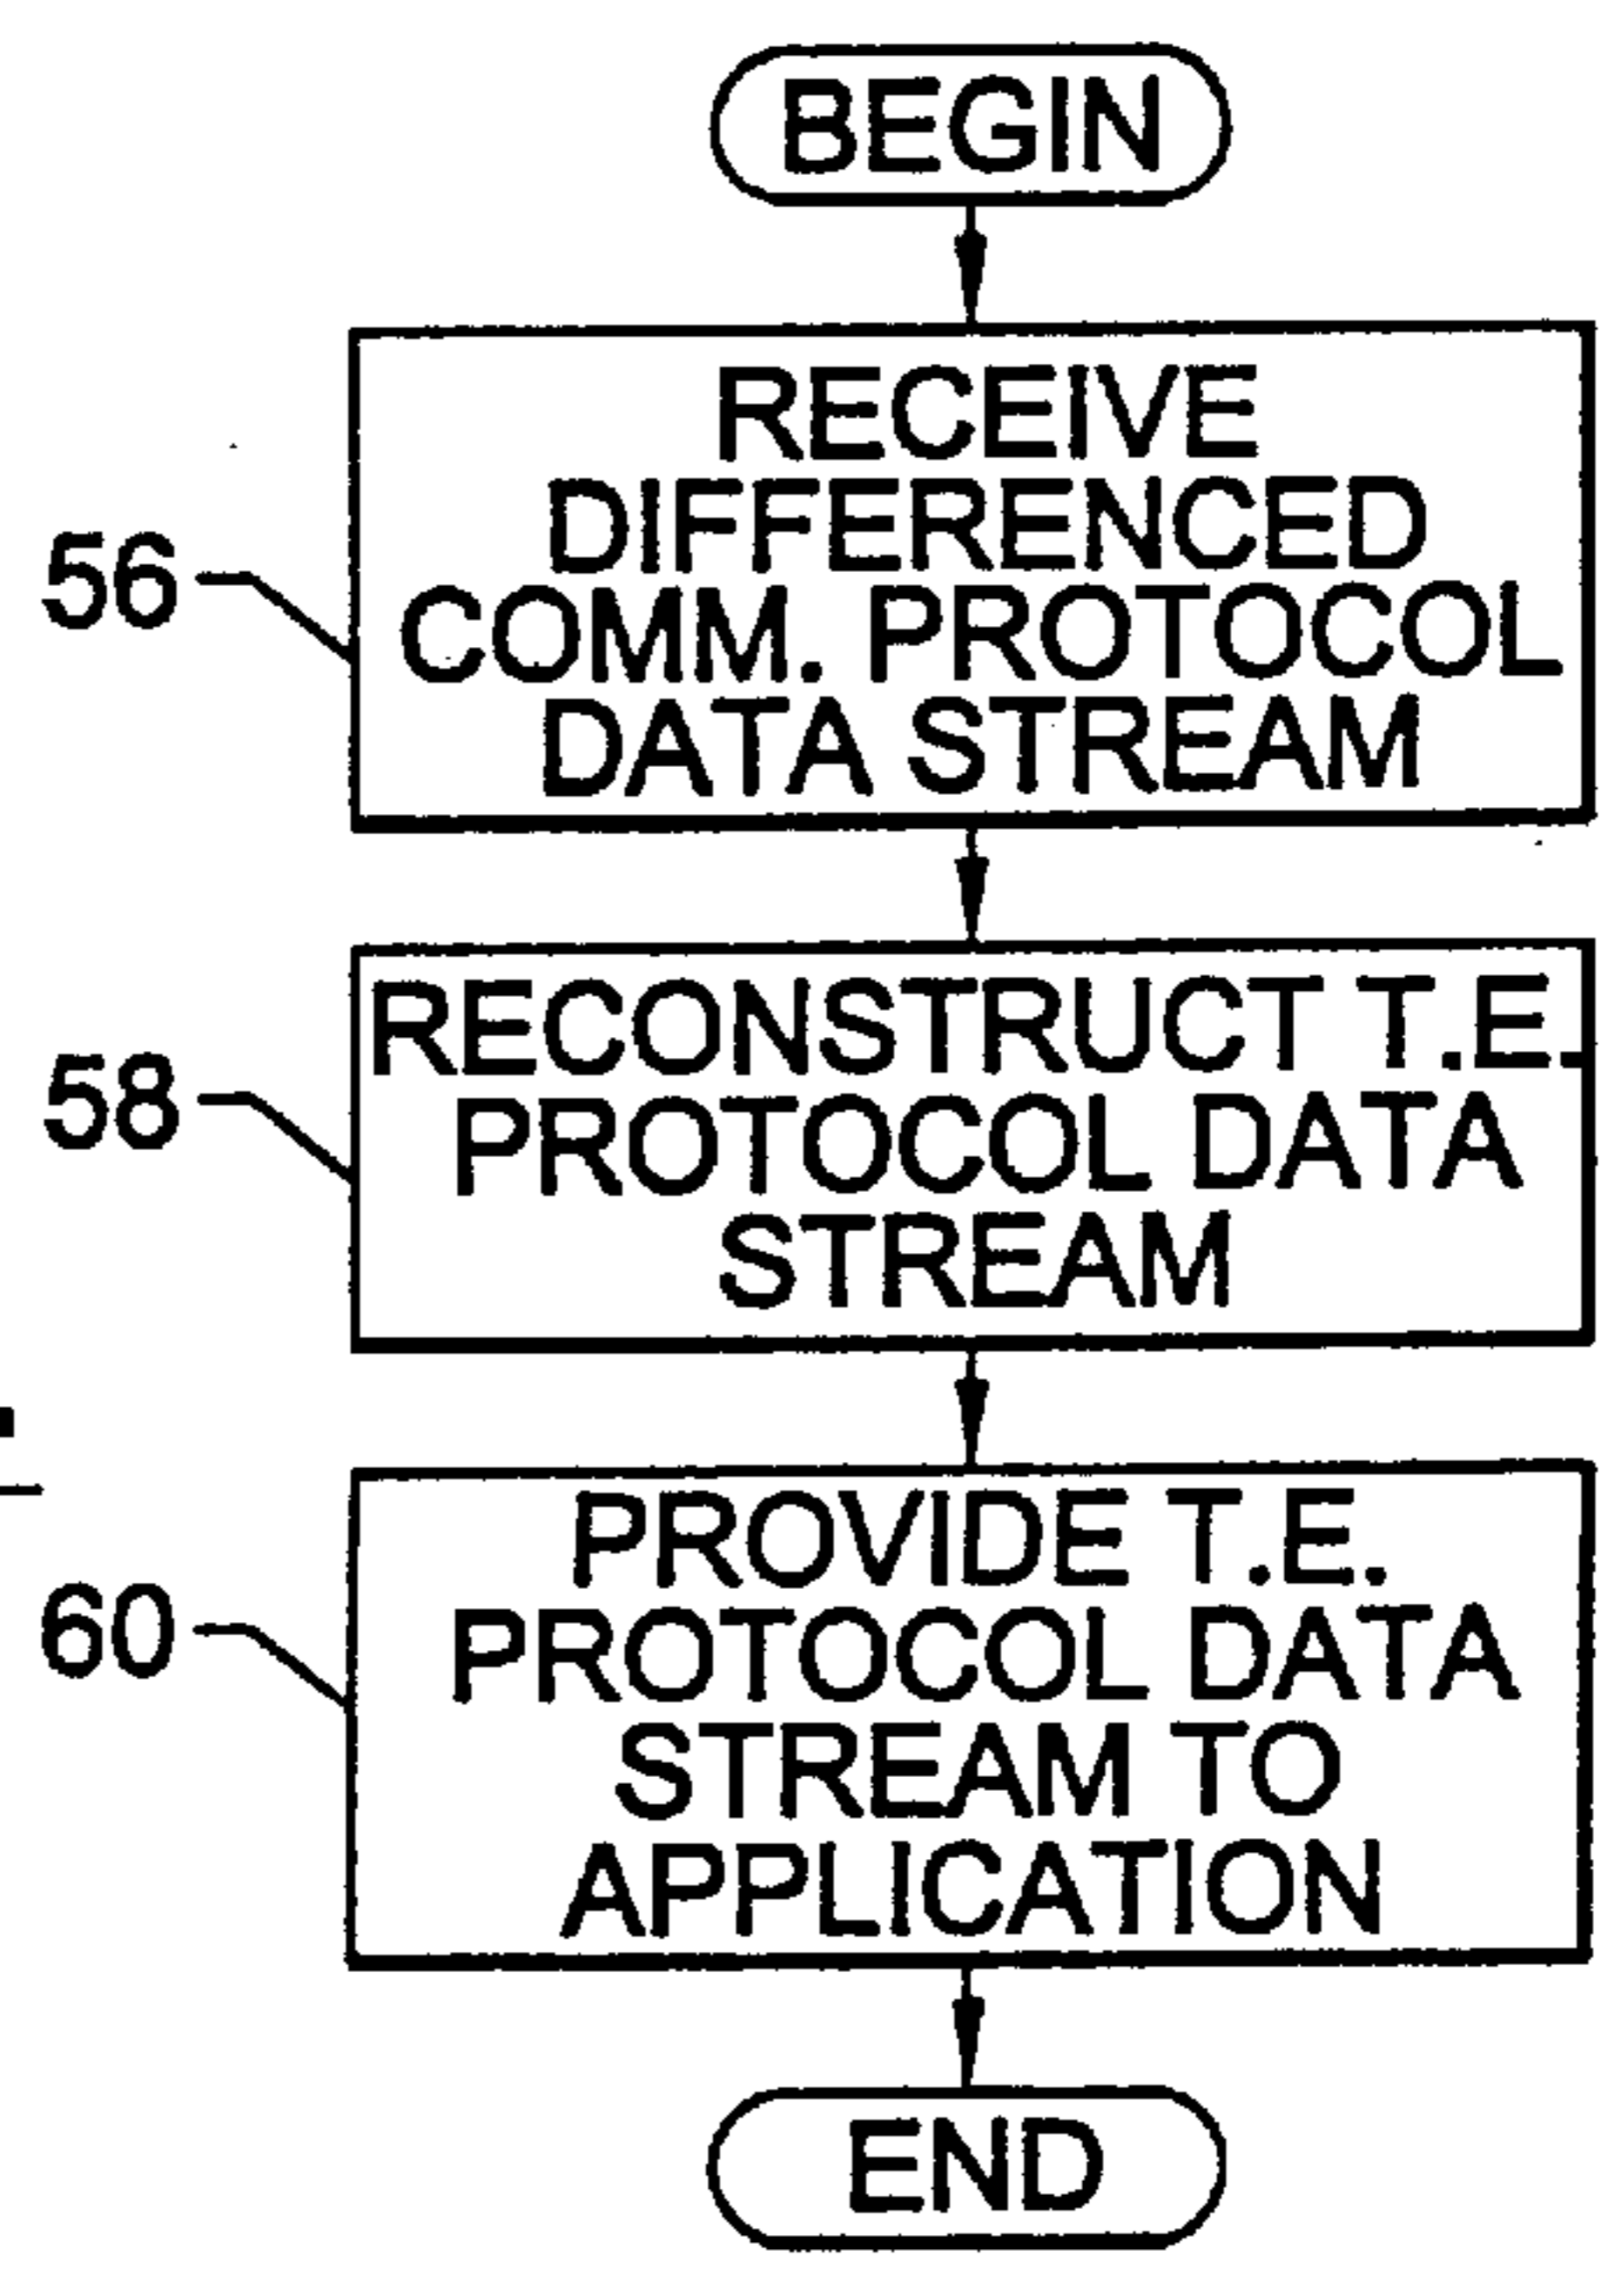 BEGIN
RECEIVE
DIFFERENCED
COMM. PROTOCOL
DATA STREAM
56
RECONSTRUCT T.E.
PROTOCOL DATA
STREAM
58
PROVIDE T.E.
PROTOCOL DATA
STREAM TO
APPLICATION
60
END